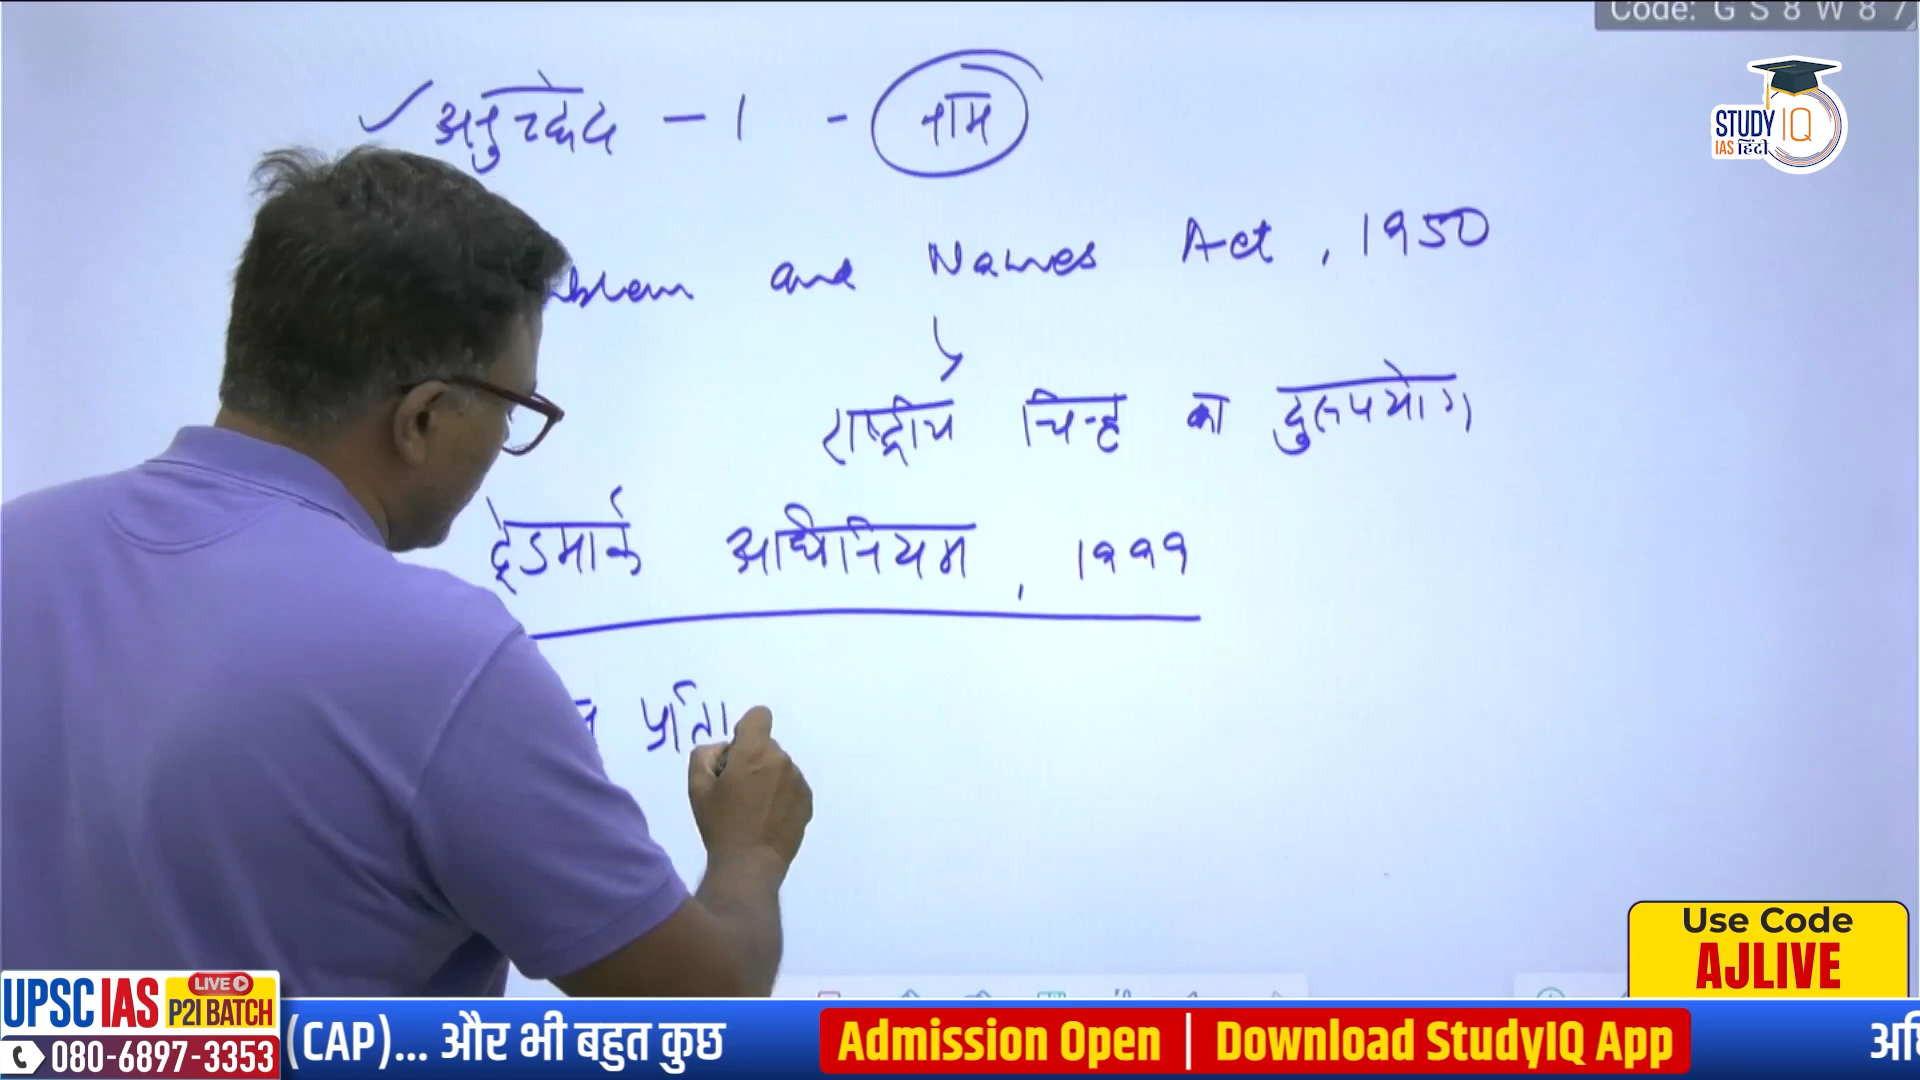 Code: G S 8 W 8 7
STUDY IQ
IAS हिंदी
अनुच्छेद - 1 - नाम
and Names Act, 1950
राष्ट्रीय चिन्ह का दुरुपयोग
ट्रेडमार्क अधिनियम, 1999
Use Code
AJLIVE
UPSC IAS LIVE P2I BATCH
080-6897-3353
(CAP)... और भी बहुत कुछ
Admission Open | Download StudyIQ App